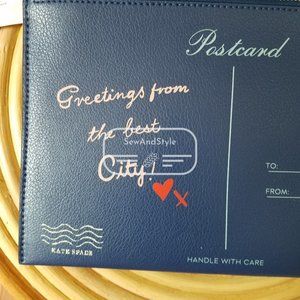 Postcard
Greetings from
the best
City!
x
SewAndStyle
TO:
FROM:
KATE SPADE
HANDLE WITH CARE